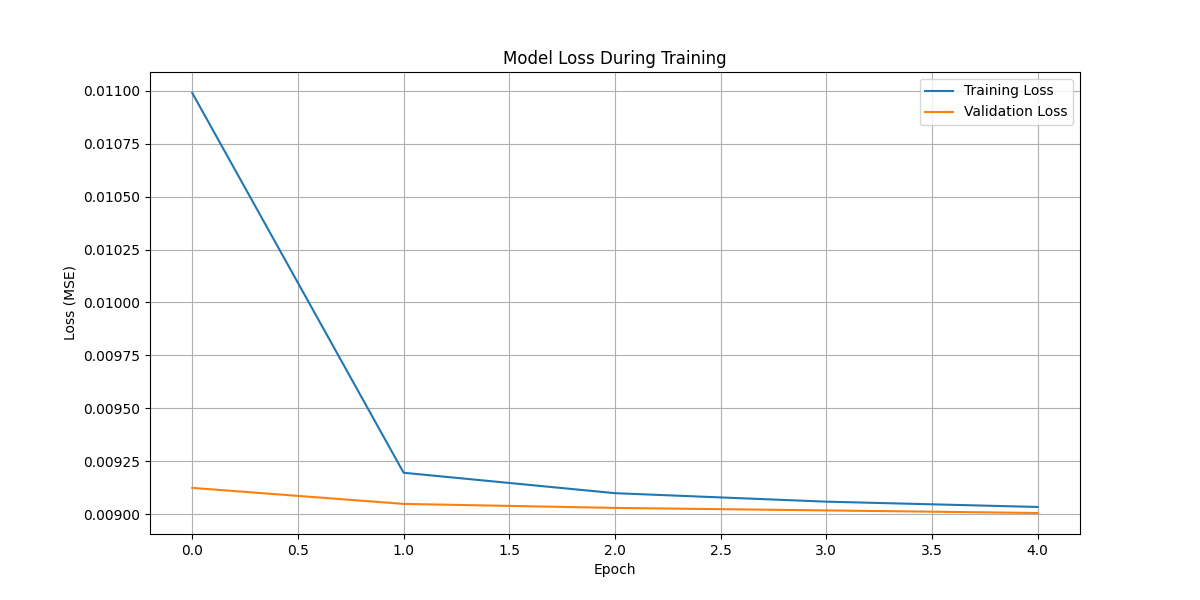 Model Loss During Training
Training Loss
Validation Loss
0.01100
0.01075
0.01050
0.01025
0.01000
0.00975
0.00950
0.00925
0.00900
Loss (MSE)
0.0 0.5 1.0 1.5 2.0 2.5 3.0 3.5 4.0
Epoch